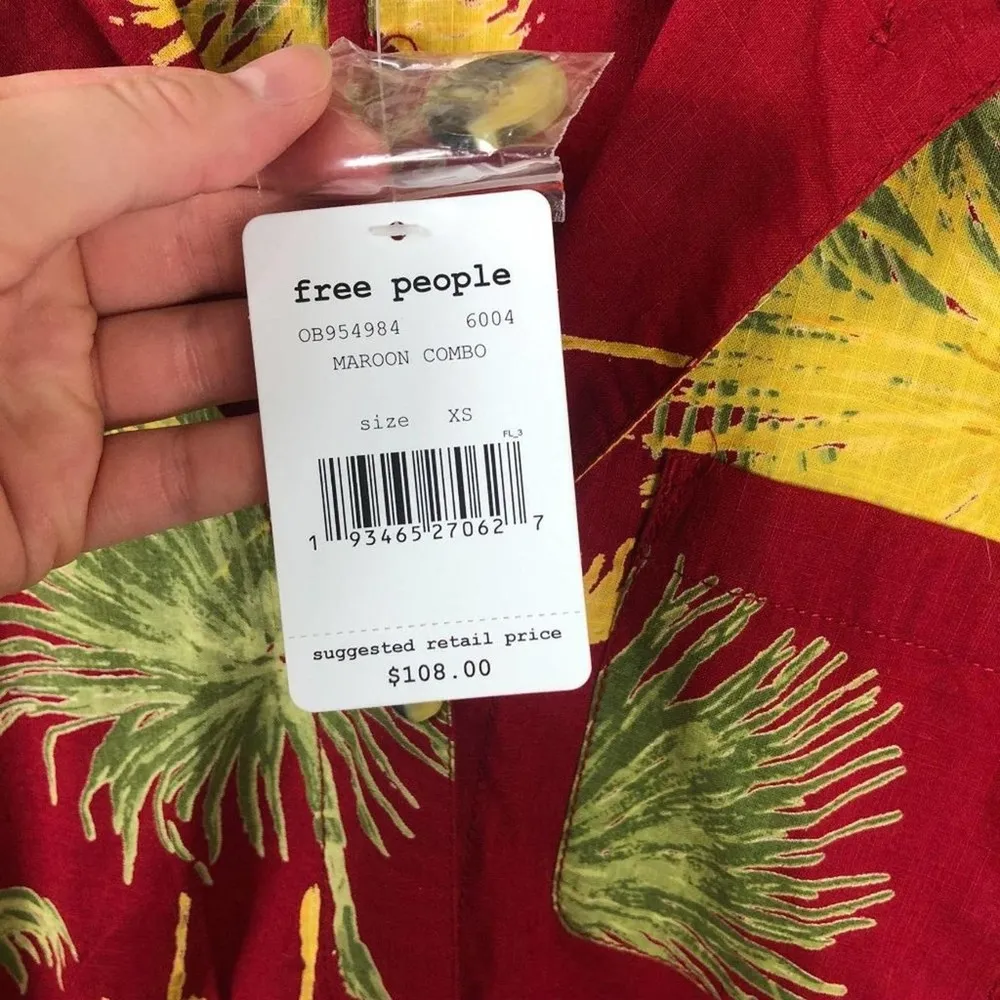 free people
OB954984 6004
MAROON COMBO
size XS
FL_3
1 93465 27062 7
suggested retail price
$108.00